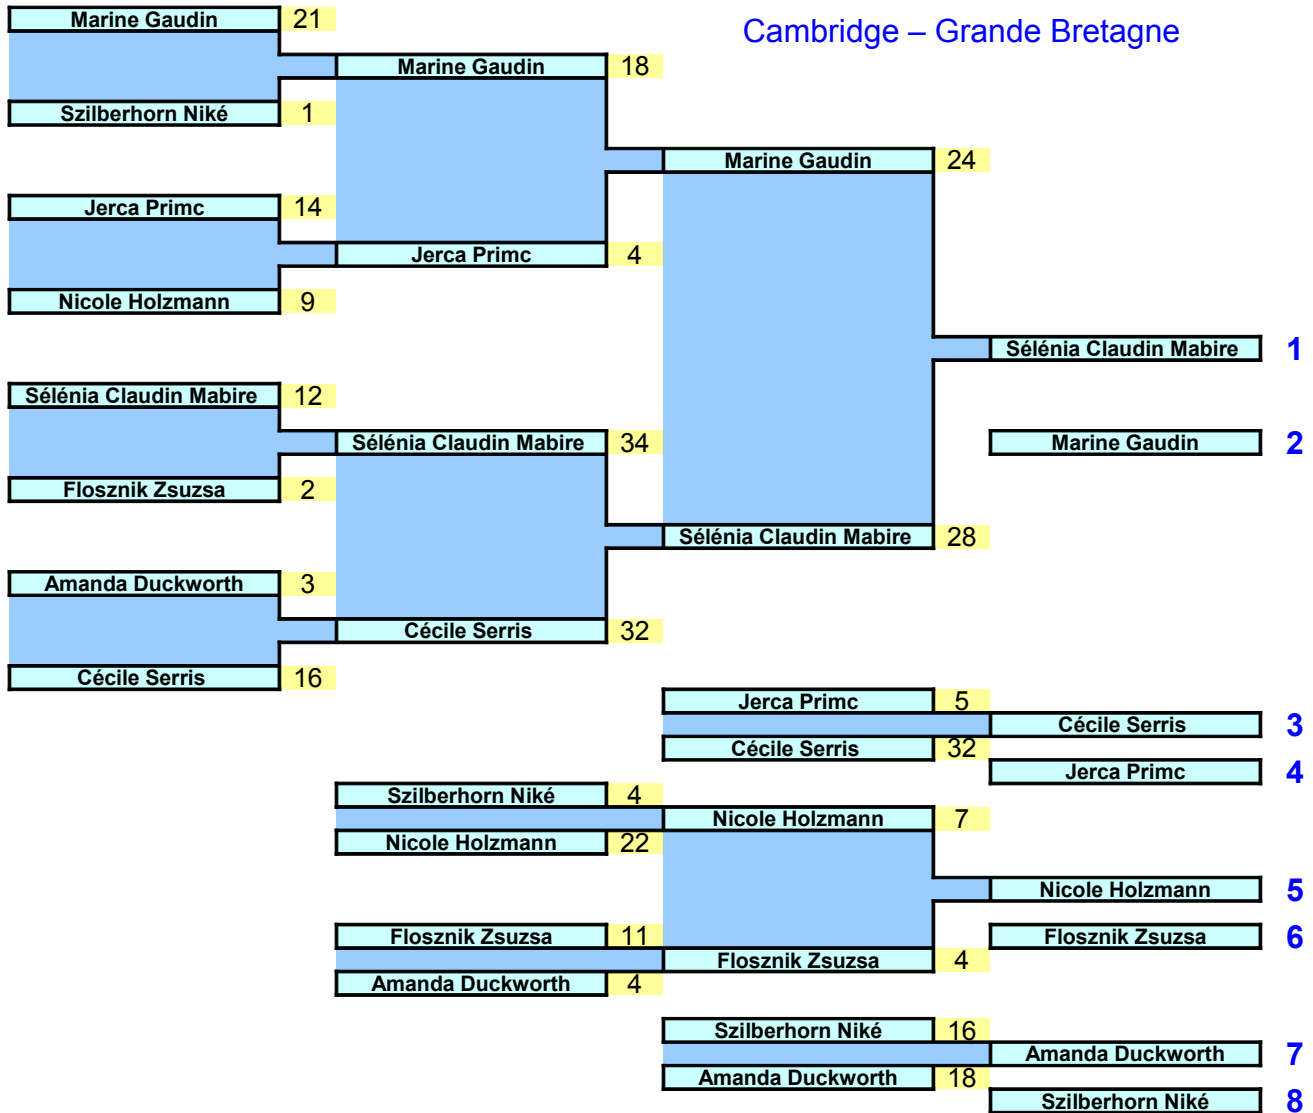 Marine Gaudin 21
Cambridge – Grande Bretagne
Marine Gaudin 18
Szilberhorn Niké 1
Marine Gaudin 24
Jerca Primc 14
Jerca Primc 4
Nicole Holzmann 9
Sélénia Claudin Mabire 1
Sélénia Claudin Mabire 12
Sélénia Claudin Mabire 34
Marine Gaudin 2
Flosznik Zsuzsa 2
Sélénia Claudin Mabire 28
Amanda Duckworth 3
Cécile Serris 32
Cécile Serris 16
Jerca Primc 5
Cécile Serris 3
Cécile Serris 32
Jerca Primc 4
Szilberhorn Niké 4
Nicole Holzmann 7
Nicole Holzmann 22
Nicole Holzmann 5
Flosznik Zsuzsa 11
Flosznik Zsuzsa 6
Flosznik Zsuzsa 4
Amanda Duckworth 4
Szilberhorn Niké 16
Amanda Duckworth 7
Amanda Duckworth 18
Szilberhorn Niké 8